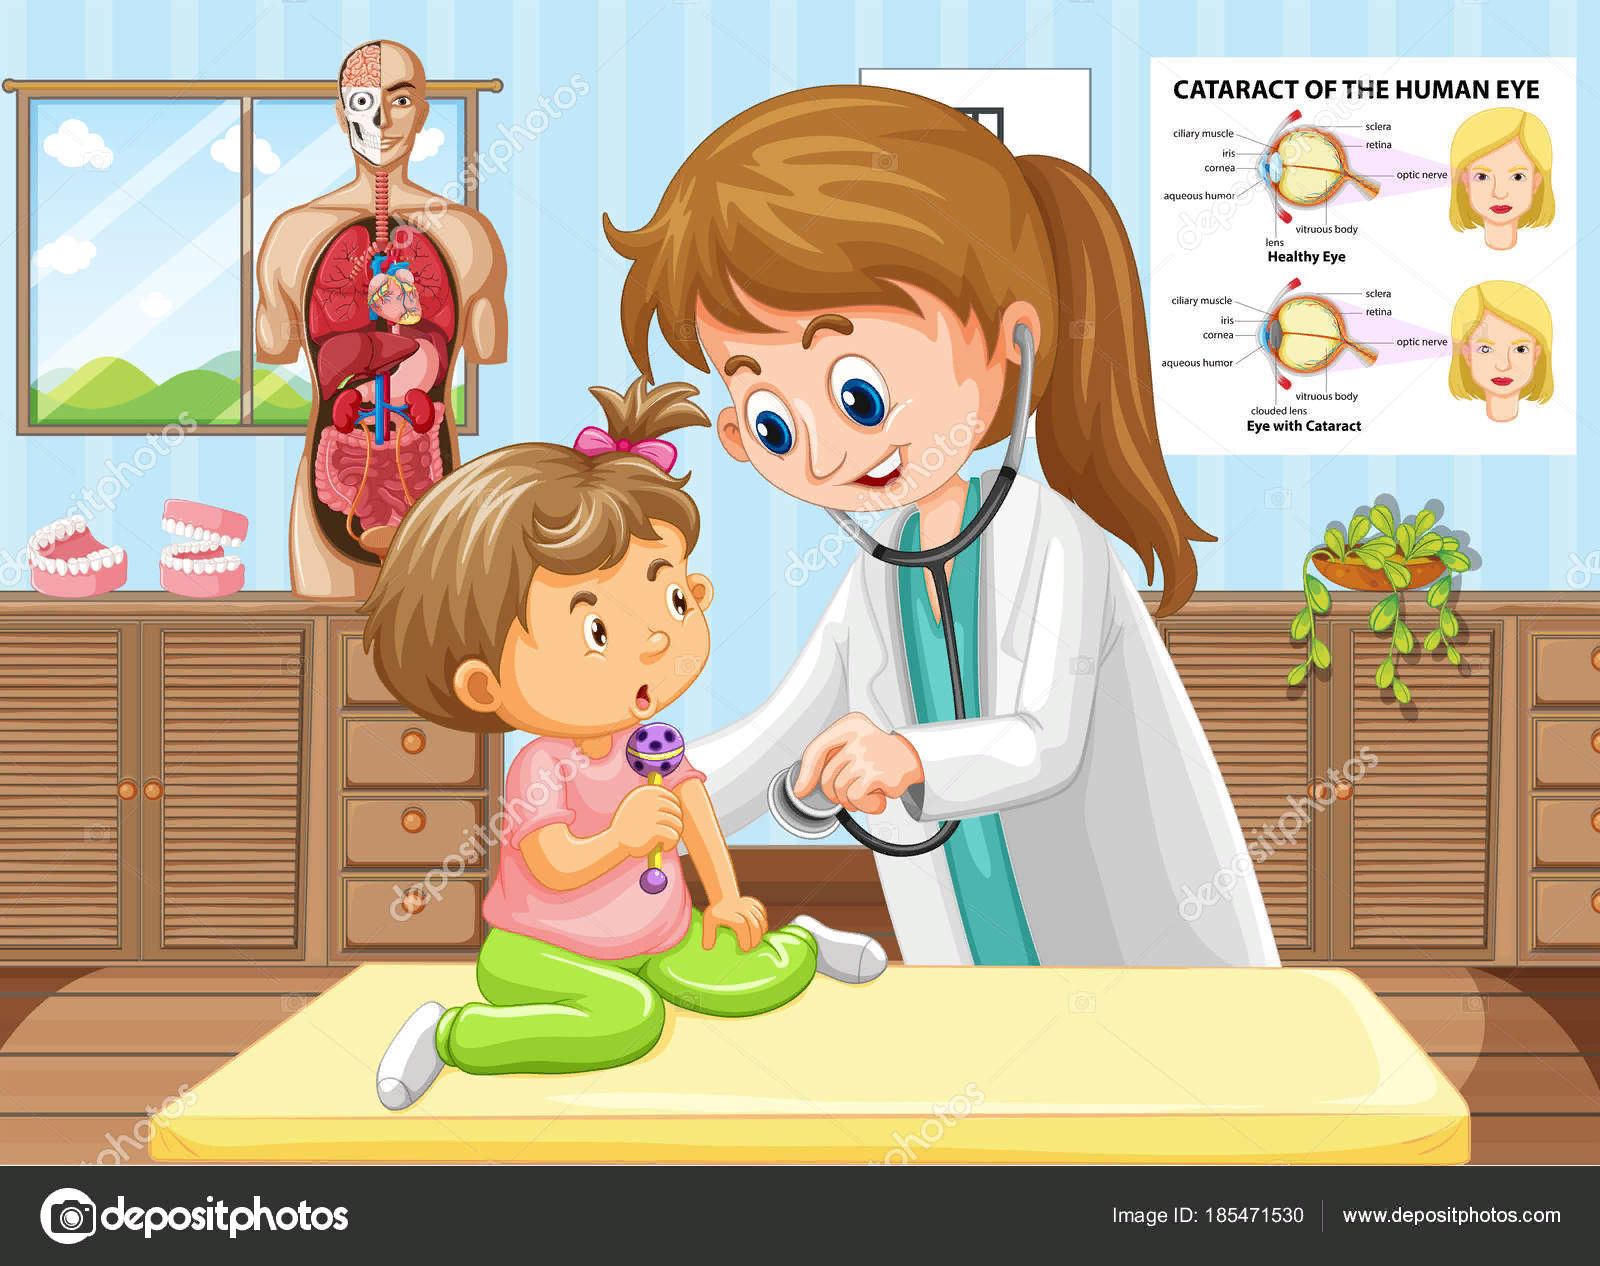 CATARACT OF THE HUMAN EYE
ciliary muscle
sclera
iris
retina
cornea
optic nerve
aqueous humor
vitruous body
lens
Healthy Eye
ciliary muscle
sclera
iris
retina
cornea
optic nerve
aqueous humor
vitruous body
clouded lens
Eye with Cataract
depositphotos
Image ID: 185471530
www.depositphotos.com